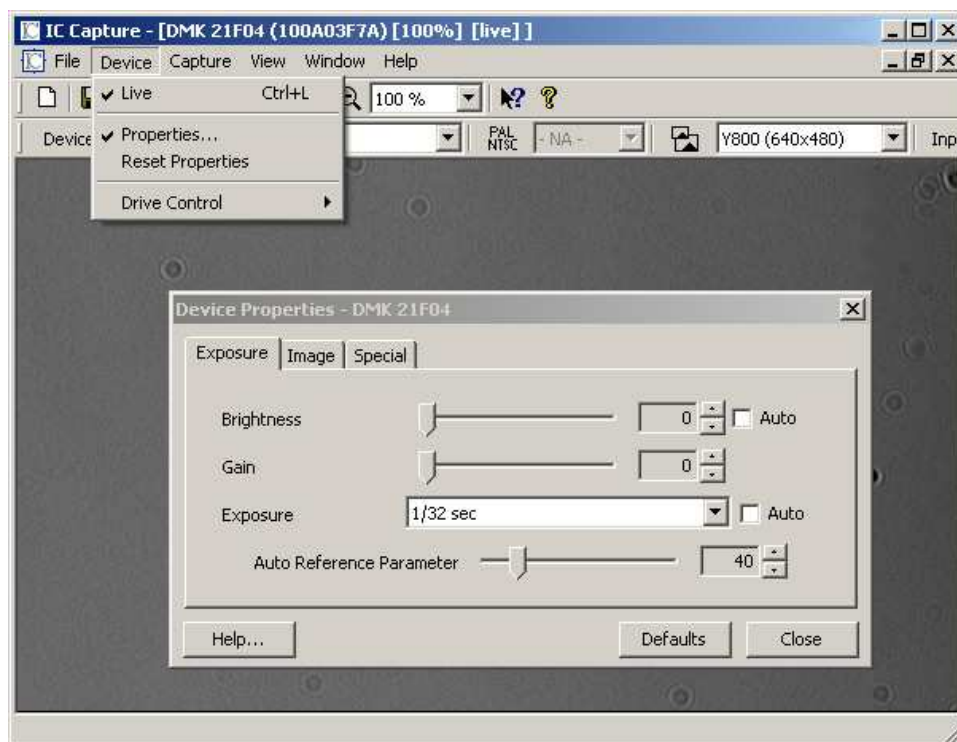 IC Capture - [DMK 21F04 (100A03F7A) [100%] [live] ]
File Device Capture View Window Help
Live Ctrl+L
100 %
Device
Properties...
PAL
NTSC
- NA -
Y800 (640x480)
Inp
Reset Properties
Drive Control
Device Properties - DMK 21F04
Exposure Image Special
Brightness 0 Auto
Gain 0
Exposure 1/32 sec Auto
Auto Reference Parameter 40
Help... Defaults Close